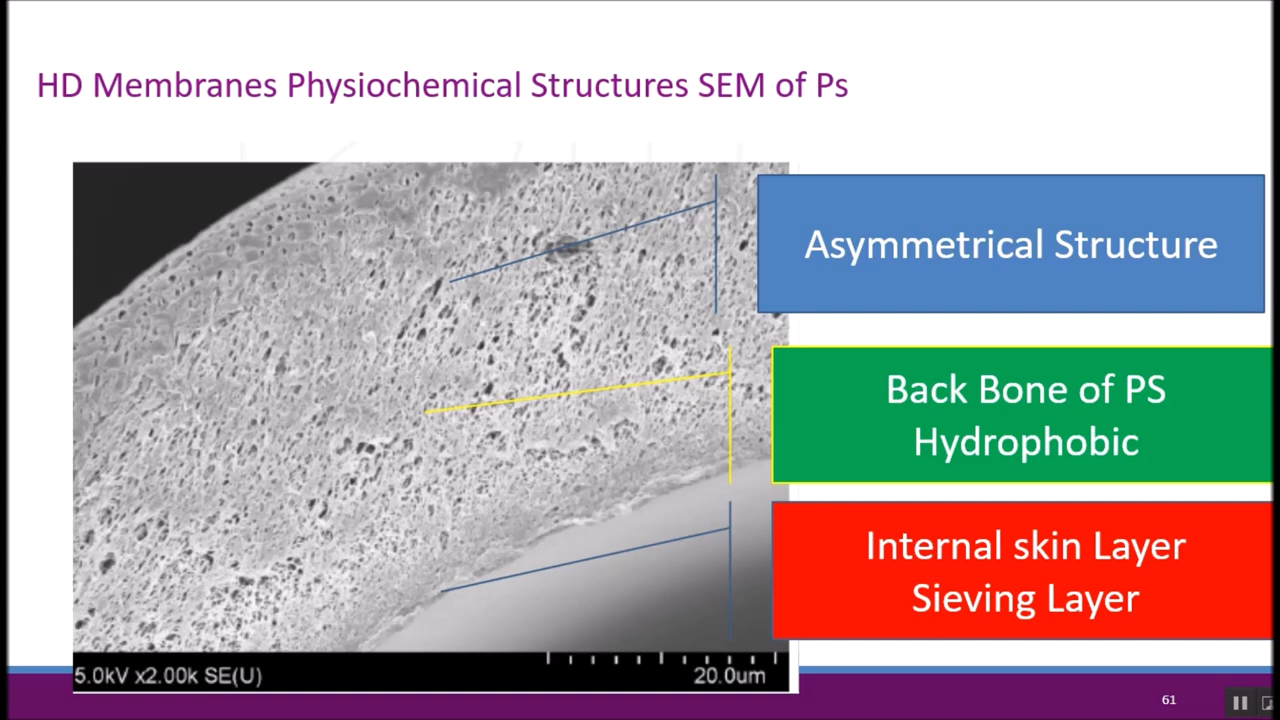 HD Membranes Physiochemical Structures SEM of Ps
Asymmetrical Structure
Back Bone of PS
Hydrophobic
Internal skin Layer
Sieving Layer
5.0kV x2.00k SE(U)
20.0um
61